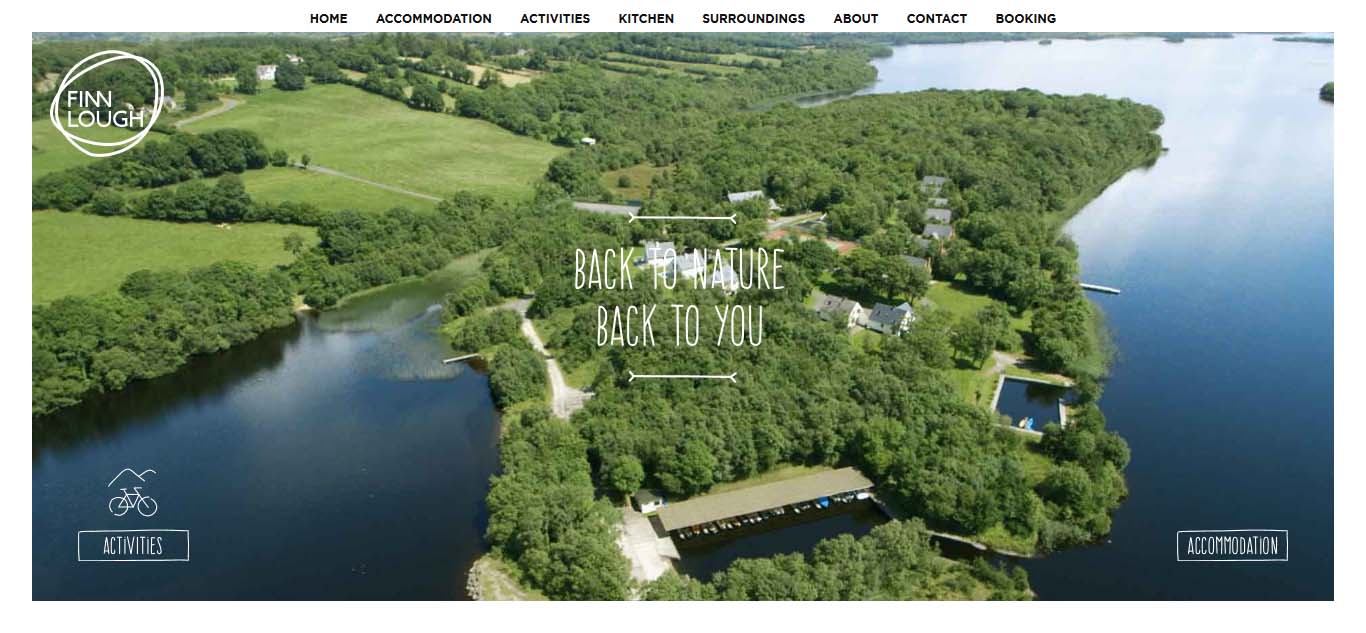 HOME ACCOMMODATION ACTIVITIES KITCHEN SURROUNDINGS ABOUT CONTACT BOOKING
FINN
LOUGH
BACK TO NATURE
BACK TO YOU
ACTIVITIES
ACCOMMODATION